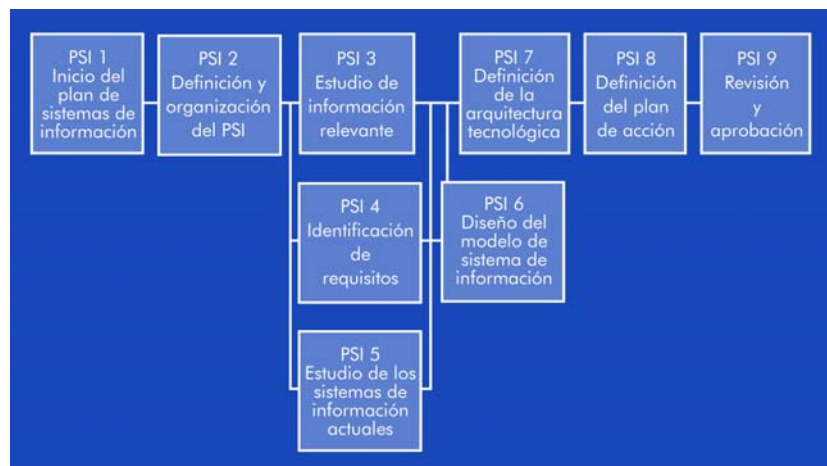 PSI 1
Inicio del
plan de
sistemas de
información
PSI 2
Definición y
organización
del PSI
PSI 3
Estudio de
información
relevante
PSI 7
Definición
de la
arquitectura
tecnológica
PSI 8
Definición
del plan
de acción
PSI 9
Revisión
y
aprobación
PSI 4
Identificación
de
requisitos
PSI 6
Diseño del
modelo de
sistema de
información
PSI 5
Estudio de los
sistemas de
información
actuales